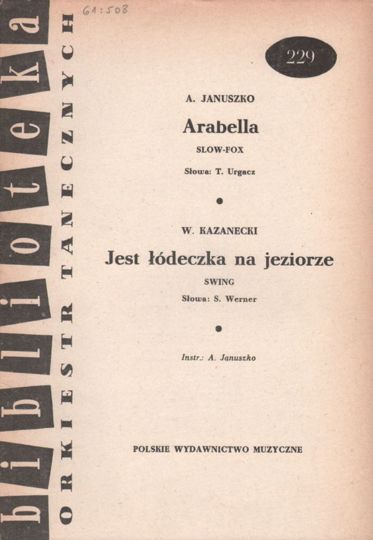 61:508
biblioteka
ORKIESTR TANECZNYCH
229
A. JANUSZKO
Arabella
SLOW-FOX
Słowa: T. Urgacz
W. KAZANECKI
Jest łódeczka na jeziorze
SWING
Słowa: S. Werner
Instr.: A. Januszko
POLSKIE WYDAWNICTWO MUZYCZNE